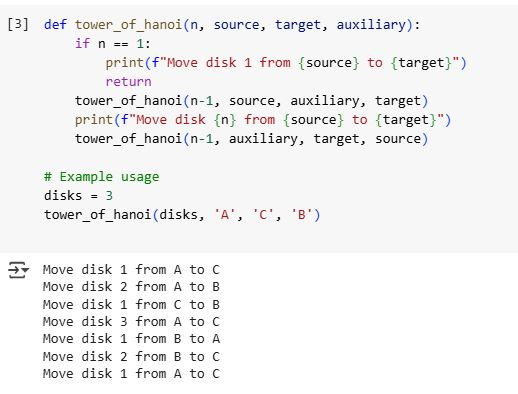 [3] def tower_of_hanoi(n, source, target, auxiliary):
        if n == 1:
            print(f"Move disk 1 from {source} to {target}")
            return
        tower_of_hanoi(n-1, source, auxiliary, target)
        print(f"Move disk {n} from {source} to {target}")
        tower_of_hanoi(n-1, auxiliary, target, source)

    # Example usage
    disks = 3
    tower_of_hanoi(disks, 'A', 'C', 'B')

Move disk 1 from A to C
Move disk 2 from A to B
Move disk 1 from C to B
Move disk 3 from A to C
Move disk 1 from B to A
Move disk 2 from B to C
Move disk 1 from A to C